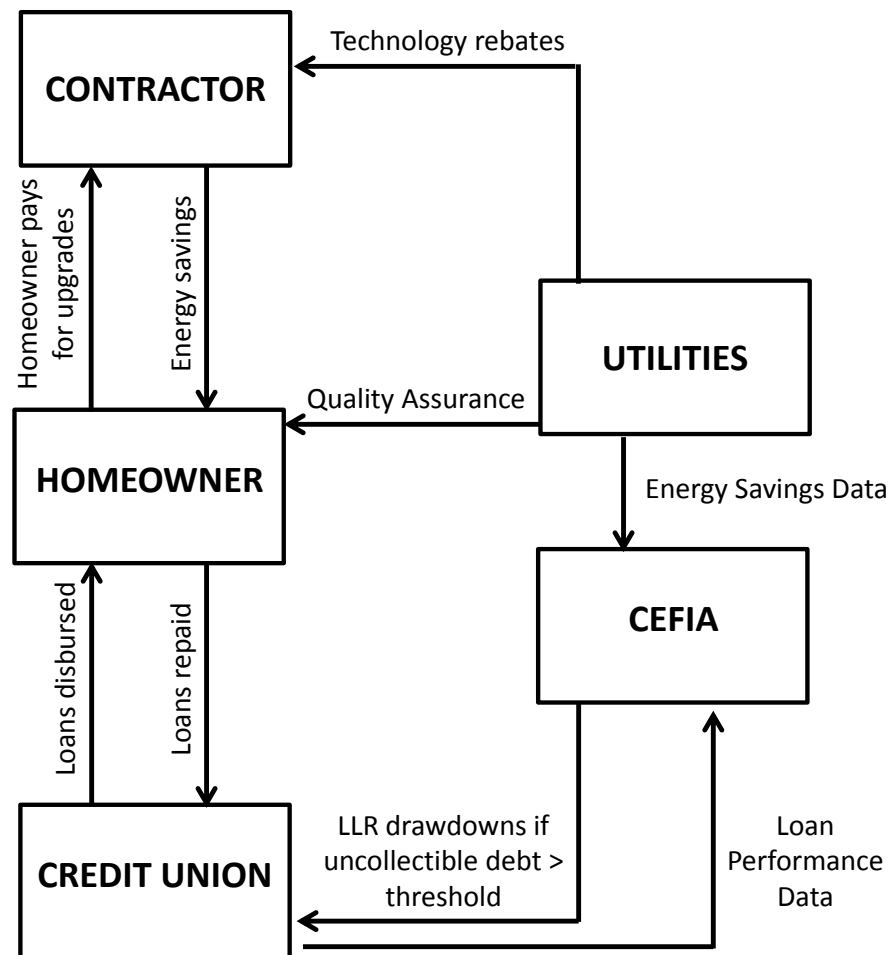 Technology rebates
CONTRACTOR
Homeowner pays
for upgrades
Energy savings
UTILITIES
Quality Assurance
HOMEOWNER
Energy Savings Data
CEFIA
Loans disbursed
Loans repaid
LLR drawdowns if
uncollectible debt >
threshold
Loan
Performance
Data
CREDIT UNION